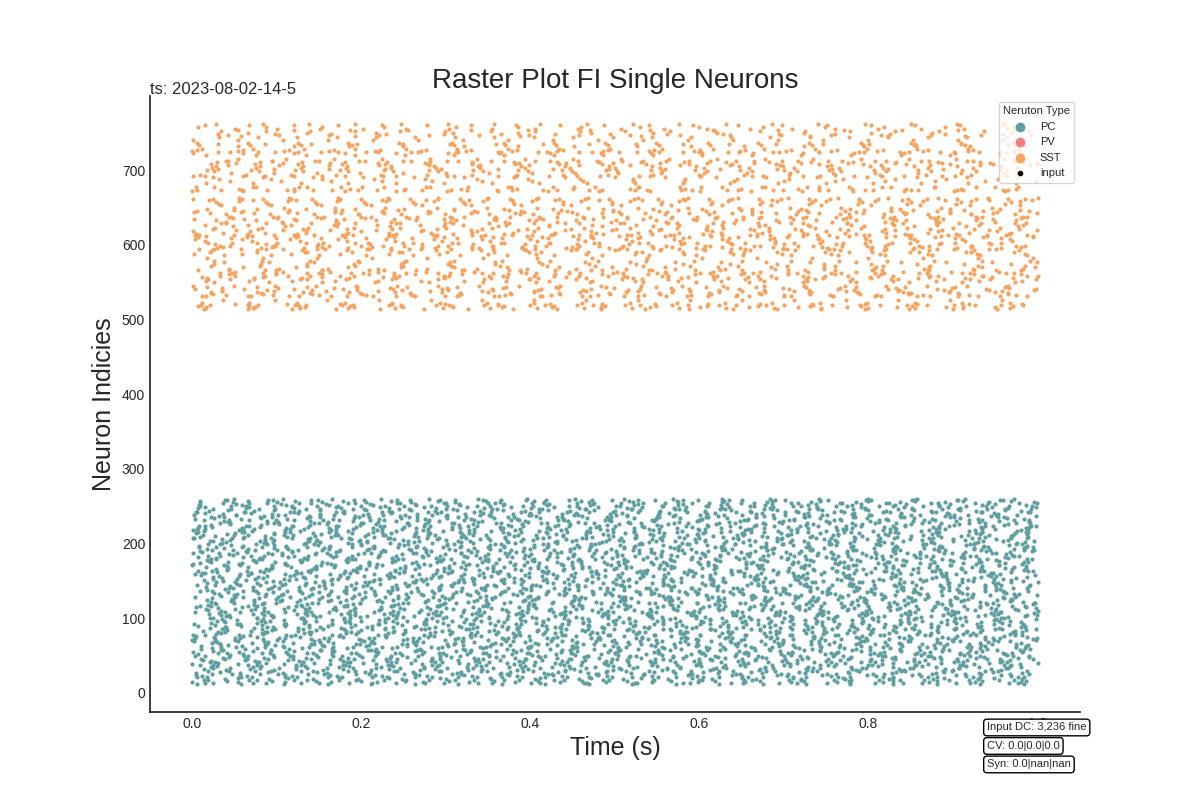 Raster Plot FI Single Neurons
ts: 2023-08-02-14-5
Neruton Type
PC
PV
SST
input
700
600
500
400
300
200
100
0
Neuron Indicies
0.0 0.2 0.4 0.6 0.8
Time (s)
Input DC: 3,236 fine
CV: 0.0|0.0|0.0
Syn: 0.0|nan|nan